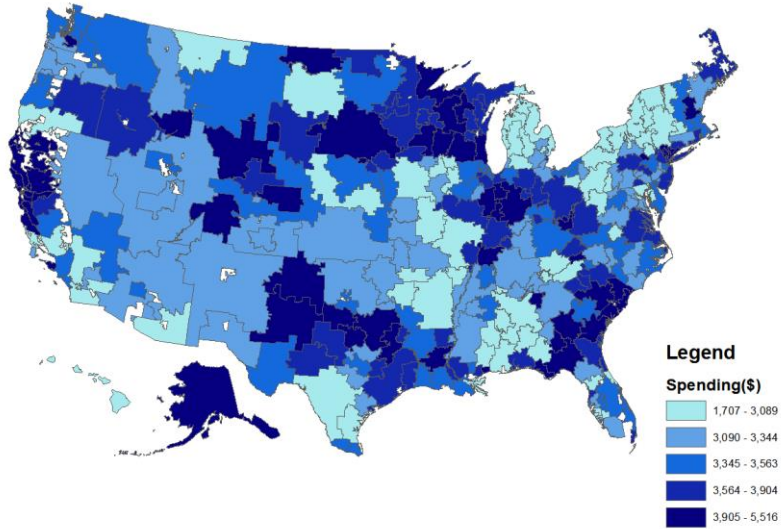 Legend
Spending($)
1,707 - 3,089
3,090 - 3,344
3,345 - 3,563
3,564 - 3,904
3,905 - 5,516